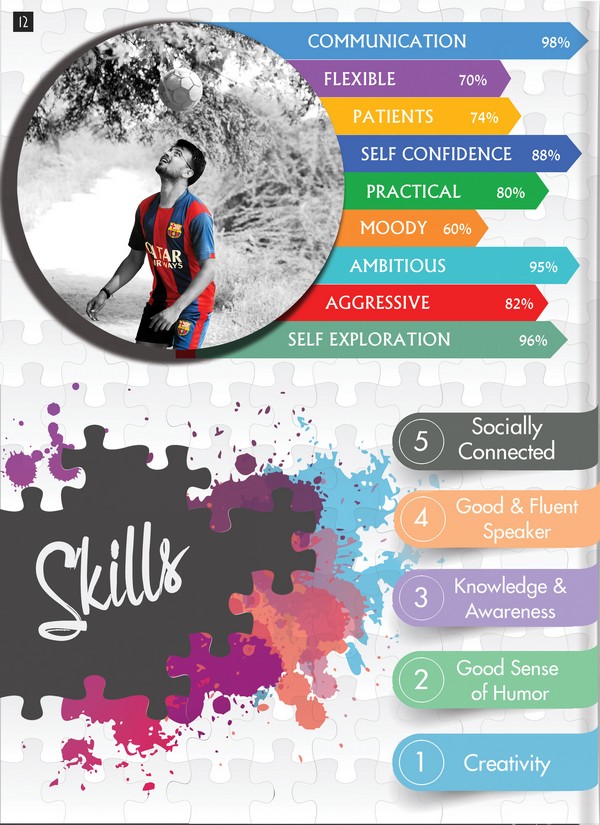 12
COMMUNICATION 98%
FLEXIBLE 70%
PATIENTS 74%
SELF CONFIDENCE 88%
PRACTICAL 80%
MOODY 60%
AMBITIOUS 95%
AGGRESSIVE 82%
SELF EXPLORATION 96%
QATAR
AIRWAYS
Skills
5 Socially
Connected
4 Good & Fluent
Speaker
3 Knowledge &
Awareness
2 Good Sense
of Humor
1 Creativity